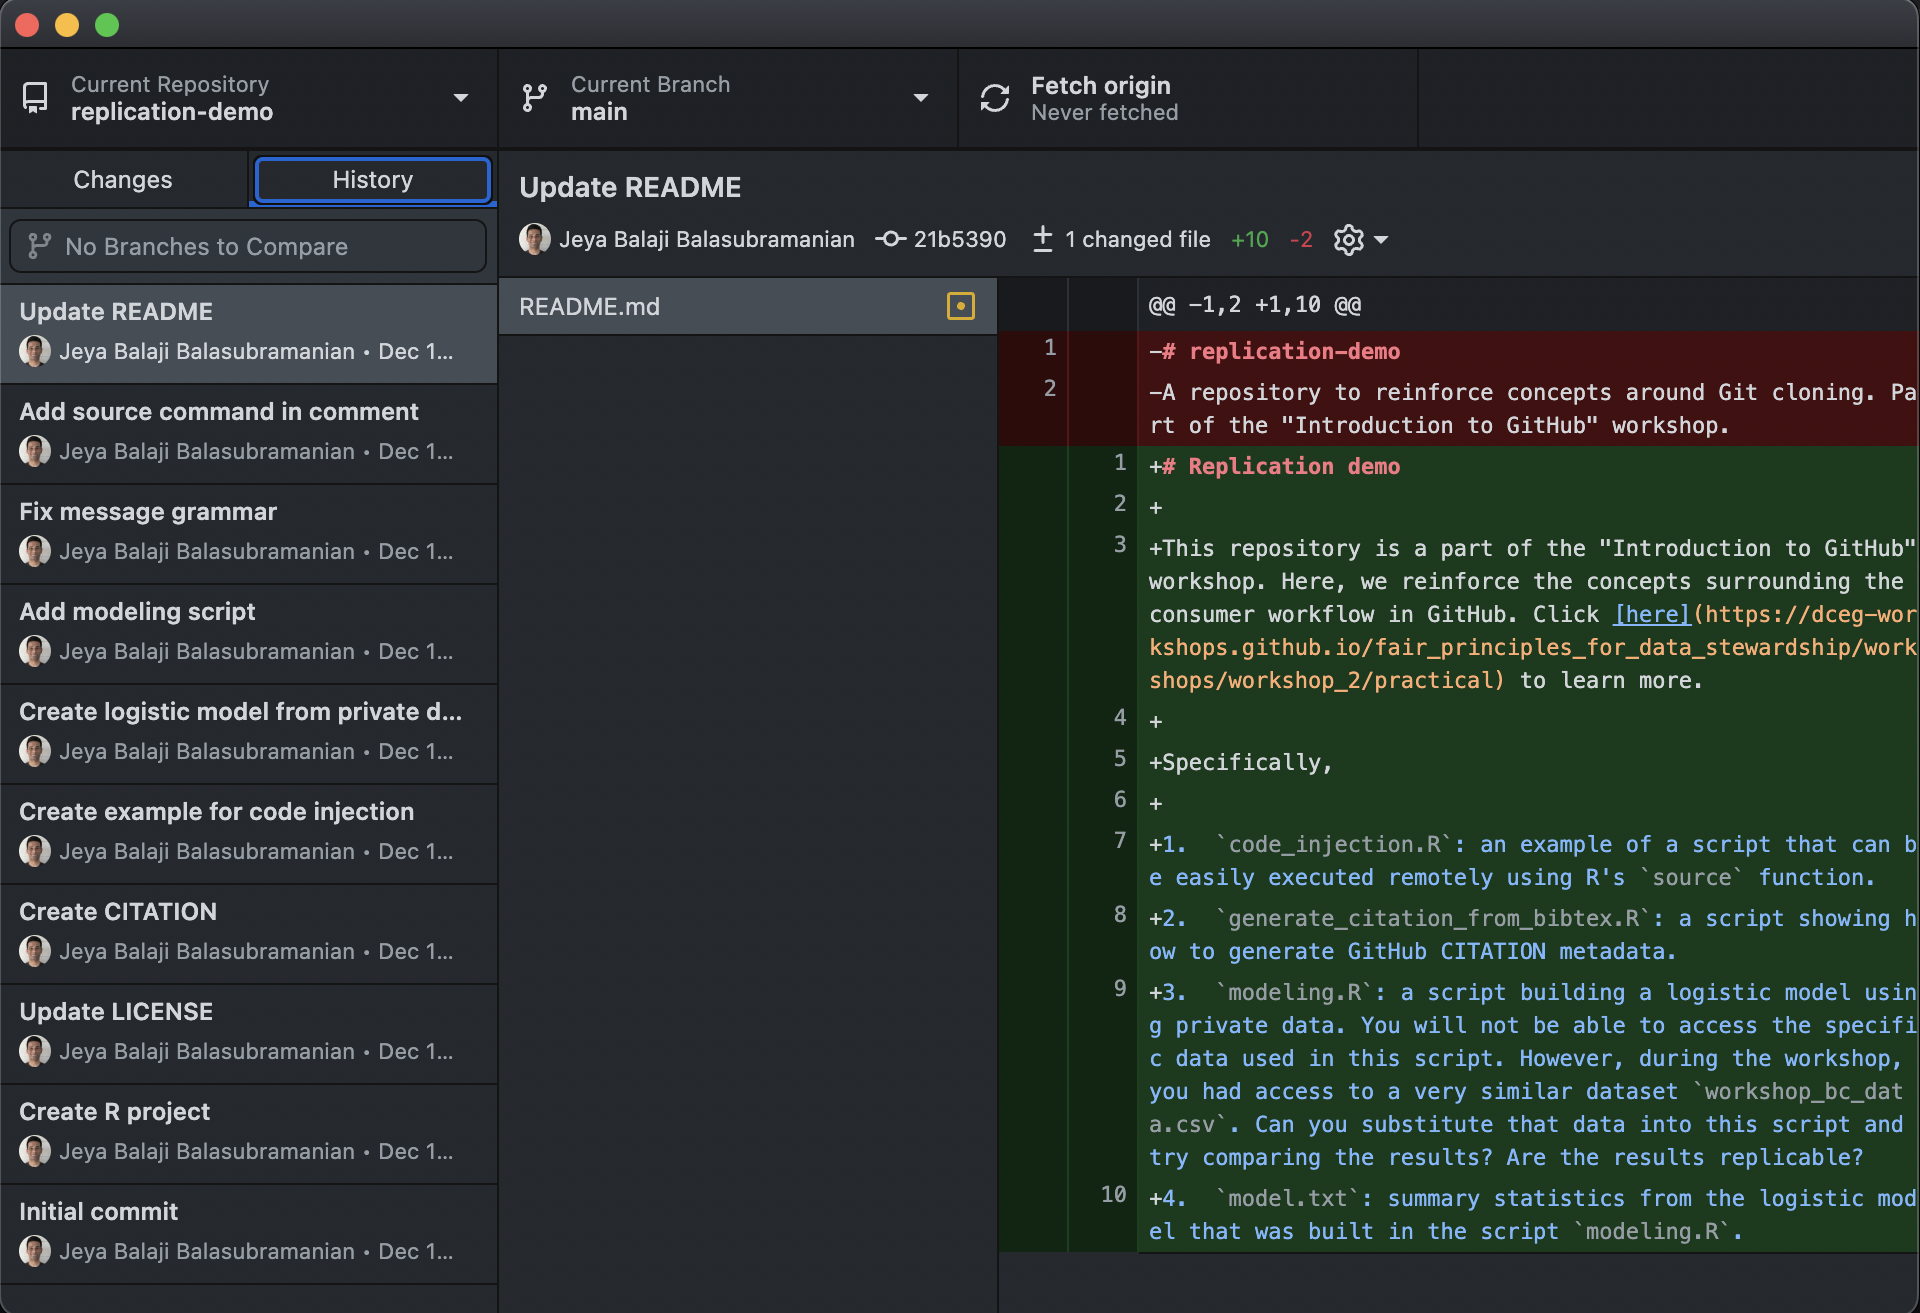 Current Repository
replication-demo
Current Branch
main
Fetch origin
Never fetched
Changes
History
No Branches to Compare
Update README
Jeya Balaji Balasubramanian • Dec 1...
Add source command in comment
Jeya Balaji Balasubramanian • Dec 1...
Fix message grammar
Jeya Balaji Balasubramanian • Dec 1...
Add modeling script
Jeya Balaji Balasubramanian • Dec 1...
Create logistic model from private d...
Jeya Balaji Balasubramanian • Dec 1...
Create example for code injection
Jeya Balaji Balasubramanian • Dec 1...
Create CITATION
Jeya Balaji Balasubramanian • Dec 1...
Update LICENSE
Jeya Balaji Balasubramanian • Dec 1...
Create R project
Jeya Balaji Balasubramanian • Dec 1...
Initial commit
Jeya Balaji Balasubramanian • Dec 1...
Update README
Jeya Balaji Balasubramanian 21b5390 1 changed file +10 -2
README.md
@@ -1,2 +1,10 @@
1 -# replication-demo
2 -A repository to reinforce concepts around Git cloning. Pa
rt of the "Introduction to GitHub" workshop.
1 +# Replication demo
2 +
3 +This repository is a part of the "Introduction to GitHub"
workshop. Here, we reinforce the concepts surrounding the
consumer workflow in GitHub. Click [here](https://dceg-wor
kshops.github.io/fair_principles_for_data_stewardship/work
shops/workshop_2/practical) to learn more.
4 +
5 +Specifically,
6 +
7 +1.  `code_injection.R`: an example of a script that can b
e easily executed remotely using R's `source` function.
8 +2.  `generate_citation_from_bibtex.R`: a script showing h
ow to generate GitHub CITATION metadata.
9 +3.  `modeling.R`: a script building a logistic model usin
g private data. You will not be able to access the specifi
c data used in this script. However, during the workshop,
you had access to a very similar dataset `workshop_bc_dat
a.csv`. Can you substitute that data into this script and
try comparing the results? Are the results replicable?
10 +4.  `model.txt`: summary statistics from the logistic mod
el that was built in the script `modeling.R`.